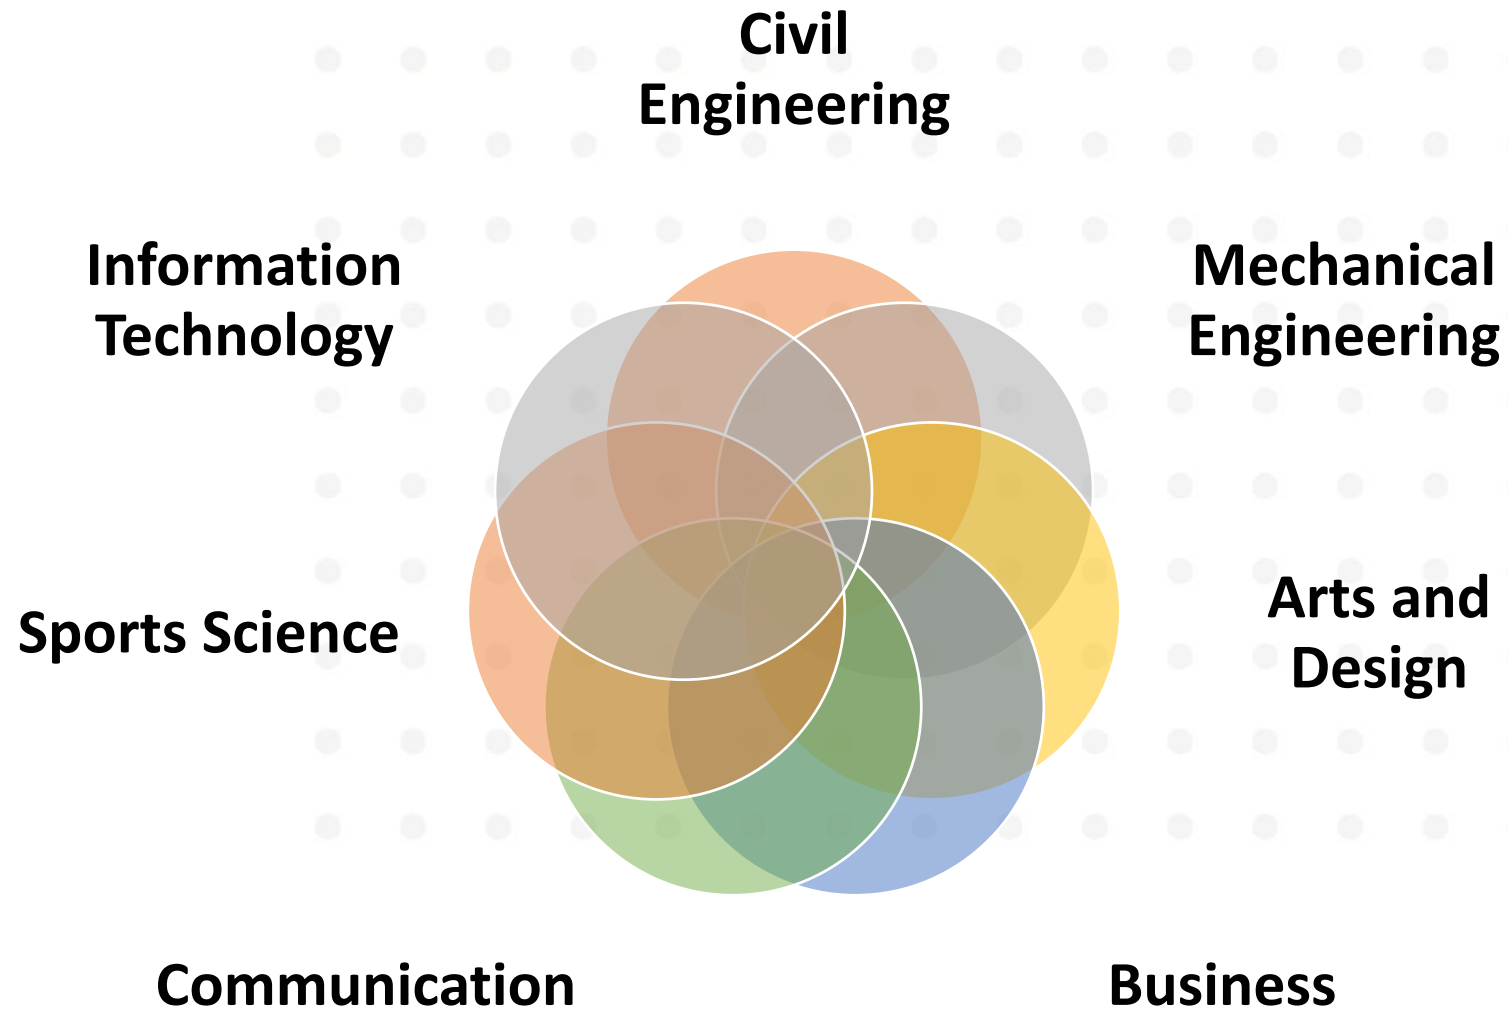 Civil
Engineering
Information
Technology
Mechanical
Engineering
Arts and
Design
Sports Science
Communication
Business